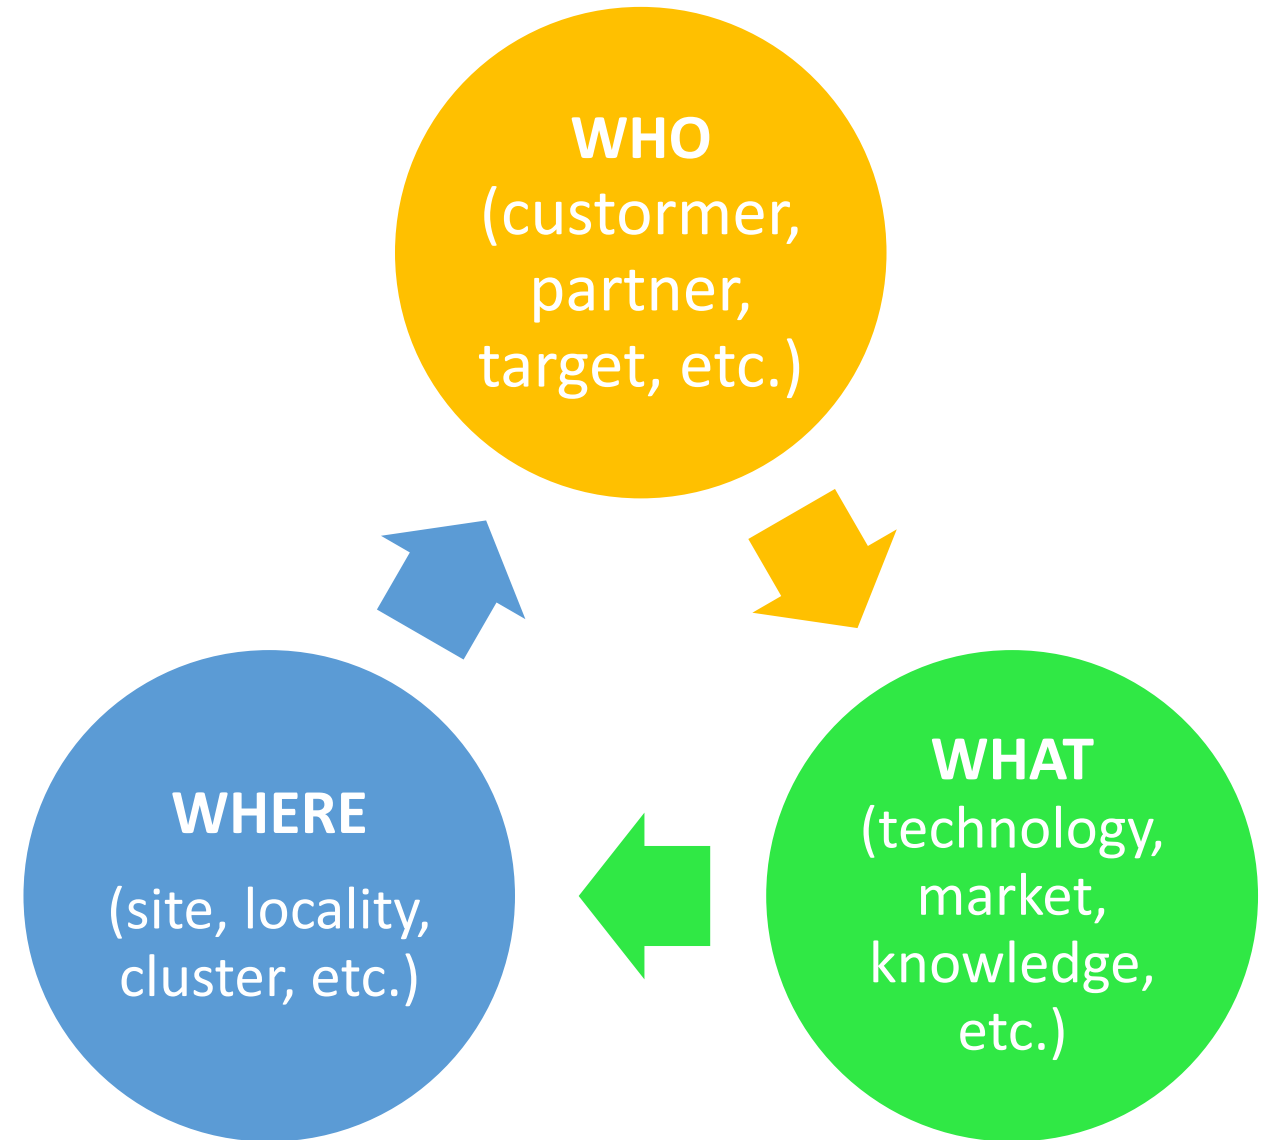 WHO
(custormer,
partner,
target, etc.)
WHAT
(technology,
market,
knowledge,
etc.)
WHERE
(site, locality,
cluster, etc.)